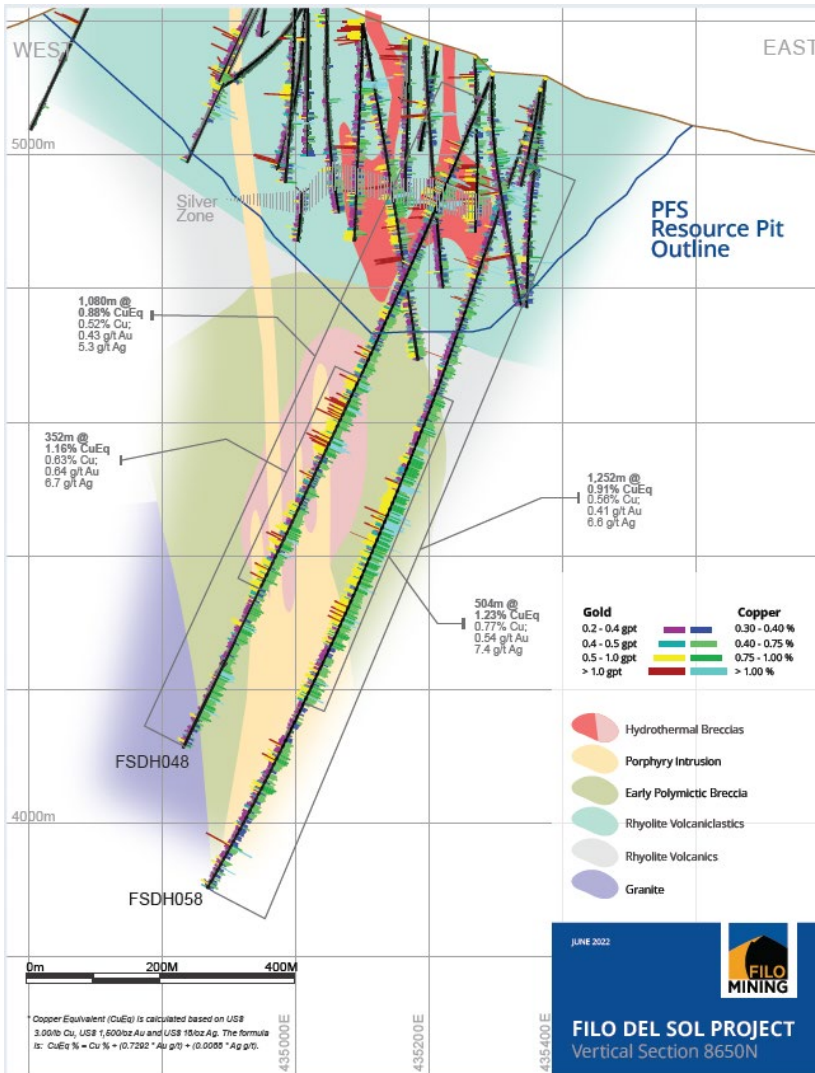 WEST
EAST
5000m
Silver
Zone
PFS
Resource Pit
Outline
1,080m @
0.88% CuEq
0.52% Cu;
0.43 g/t Au
5.3 g/t Ag
352m @
1.16% CuEq
0.63% Cu;
0.64 g/t Au
6.7 g/t Ag
1,252m @
0.91% CuEq
0.56% Cu;
0.41 g/t Au
6.6 g/t Ag
504m @
1.23% CuEq
0.77% Cu;
0.54 g/t Au
7.4 g/t Ag
Gold Copper
0.2 - 0.4 gpt 0.30 - 0.40 %
0.4 - 0.5 gpt 0.40 - 0.75 %
0.5 - 1.0 gpt 0.75 - 1.00 %
> 1.0 gpt > 1.00 %
Hydrothermal Breccias
Porphyry Intrusion
Early Polymictic Breccia
Rhyolite Volcaniclastics
Rhyolite Volcanics
Granite
FSDH048
4000m
FSDH058
0m 200M 400M
* Copper Equivalent (CuEq) is calculated based on US$
3.00/lb Cu, US$ 1,500/oz Au and US$ 18/oz Ag. The formula
is: CuEq % = Cu % + (0.7292 * Au g/t) + (0.0088 * Ag g/t).
435000E
435200E
435400E
JUNE 2022
FILO
MINING
FILO DEL SOL PROJECT
Vertical Section 8650N